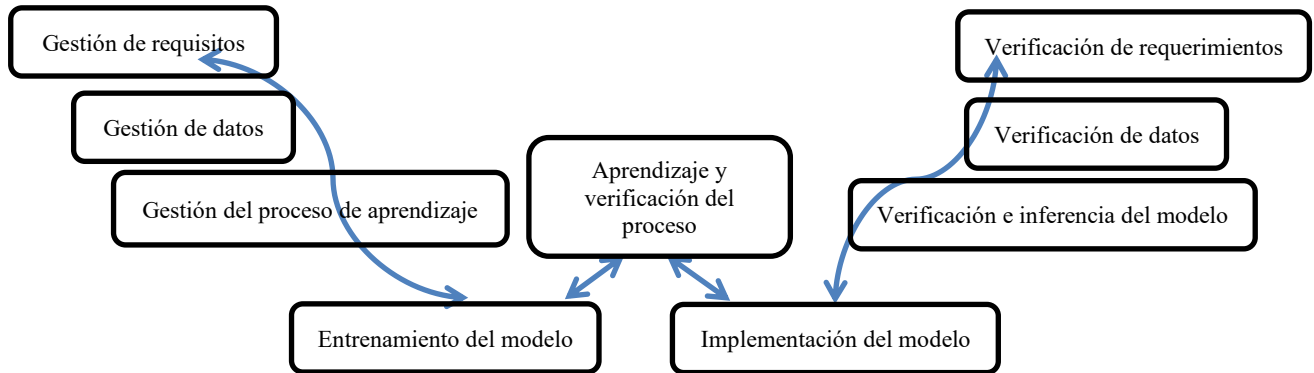 Gestión de requisitos
Gestión de datos
Gestión del proceso de aprendizaje
Entrenamiento del modelo
Aprendizaje y
verificación del
proceso
Implementación del modelo
Verificación e inferencia del modelo
Verificación de datos
Verificación de requerimientos